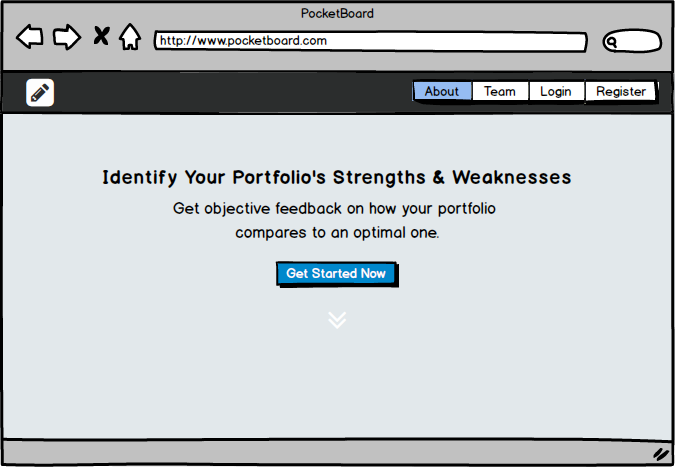 PocketBoard
http://www.pocketboard.com
About Team Login Register
Identify Your Portfolio's Strengths & Weaknesses
Get objective feedback on how your portfolio
compares to an optimal one.
Get Started Now